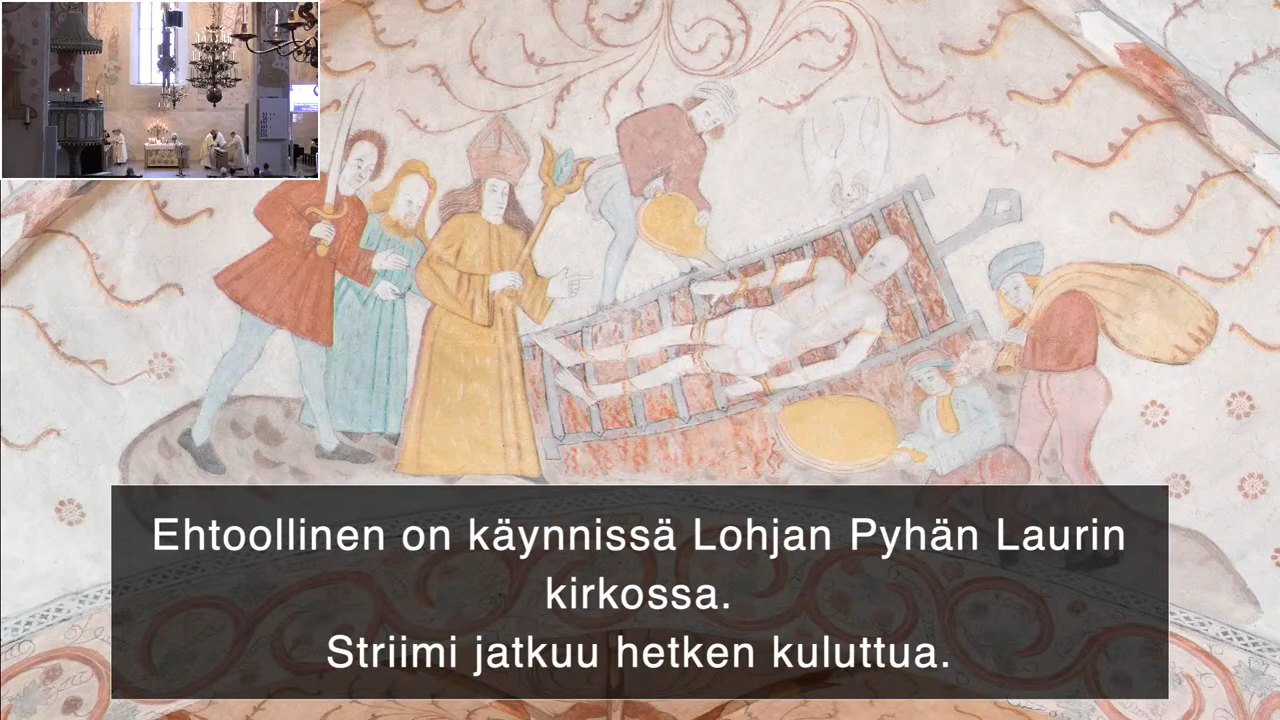 Ehtoollinen on käynnissä Lohjan Pyhän Laurin
kirkossa.
Striimi jatkuu hetken kuluttua.